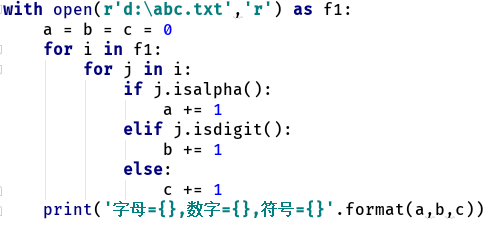 with open(r'd:\abc.txt','r') as f1:
    a = b = c = 0
    for i in f1:
        for j in i:
            if j.isalpha():
                a += 1
            elif j.isdigit():
                b += 1
            else:
                c += 1
    print('字母={},数字={},符号={}'.format(a,b,c))